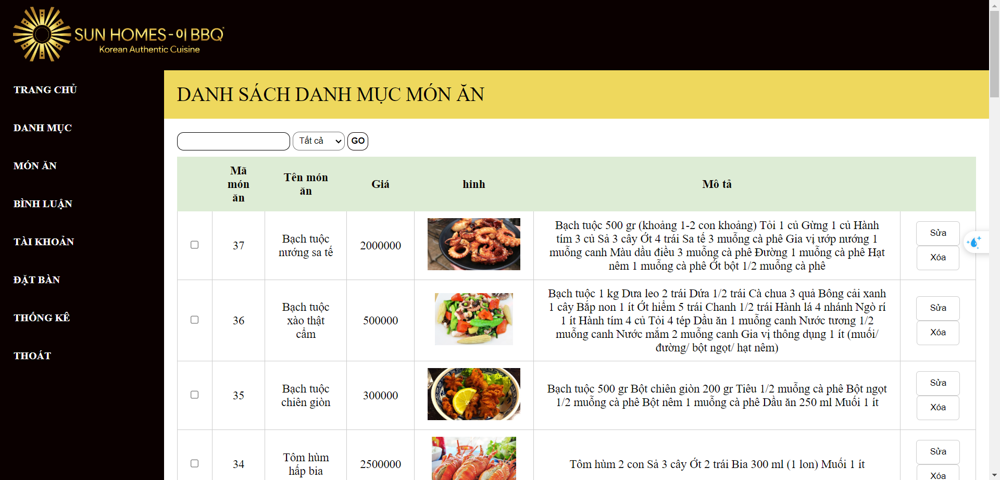 SUN HOMES - 이 BBQ
Korean Authentic Cuisine
TRANG CHỦ
DANH MỤC
MÓN ĂN
BÌNH LUẬN
TÀI KHOẢN
ĐẶT BÀN
THỐNG KÊ
THOÁT
DANH SÁCH DANH MỤC MÓN ĂN
Tất cả
GO
Mã
món
ăn
Tên món
ăn
Giá
hinh
Mô tả
37
Bạch tuộc
nướng sa tế
2000000
Bạch tuộc 500 gr (khoảng 1-2 con khoảng) Tỏi 1 củ Gừng 1 củ Hành
tím 3 củ Sả 3 cây Ớt 4 trái Sa tế 3 muỗng cà phê Gia vị ướp nướng 1
muỗng canh Màu dầu điều 3 muỗng cà phê Đường 1 muỗng cà phê Hạt
nêm 1 muỗng cà phê Ớt bột 1/2 muỗng cà phê
Sửa
Xóa
36
Bạch tuộc
xào thật
cẩm
500000
Bạch tuộc 1 kg Dưa leo 2 trái Dứa 1/2 trái Cà chua 3 quả Bông cải xanh
1 cây Bắp non 1 ít Ớt hiểm 5 trái Chanh 1/2 trái Hành lá 4 nhánh Ngò rí
1 ít Hành tím 4 củ Tỏi 4 tép Dầu ăn 1 muỗng canh Nước tương 1/2
muỗng canh Nước mắm 2 muỗng canh Gia vị thông dụng 1 ít (muối/
đường/ bột ngọt/ hạt nêm)
Sửa
Xóa
35
Bạch tuộc
chiên giòn
300000
Bạch tuộc 500 gr Bột chiên giòn 200 gr Tiêu 1/2 muỗng cà phê Bột ngọt
1/2 muỗng cà phê Bột nêm 1 muỗng cà phê Dầu ăn 250 ml Muối 1 ít
Sửa
Xóa
34
Tôm hùm
hấp bia
2500000
Tôm hùm 2 con Sả 3 cây Ớt 2 trái Bia 300 ml (1 lon) Muối 1 ít
Sửa
Xóa